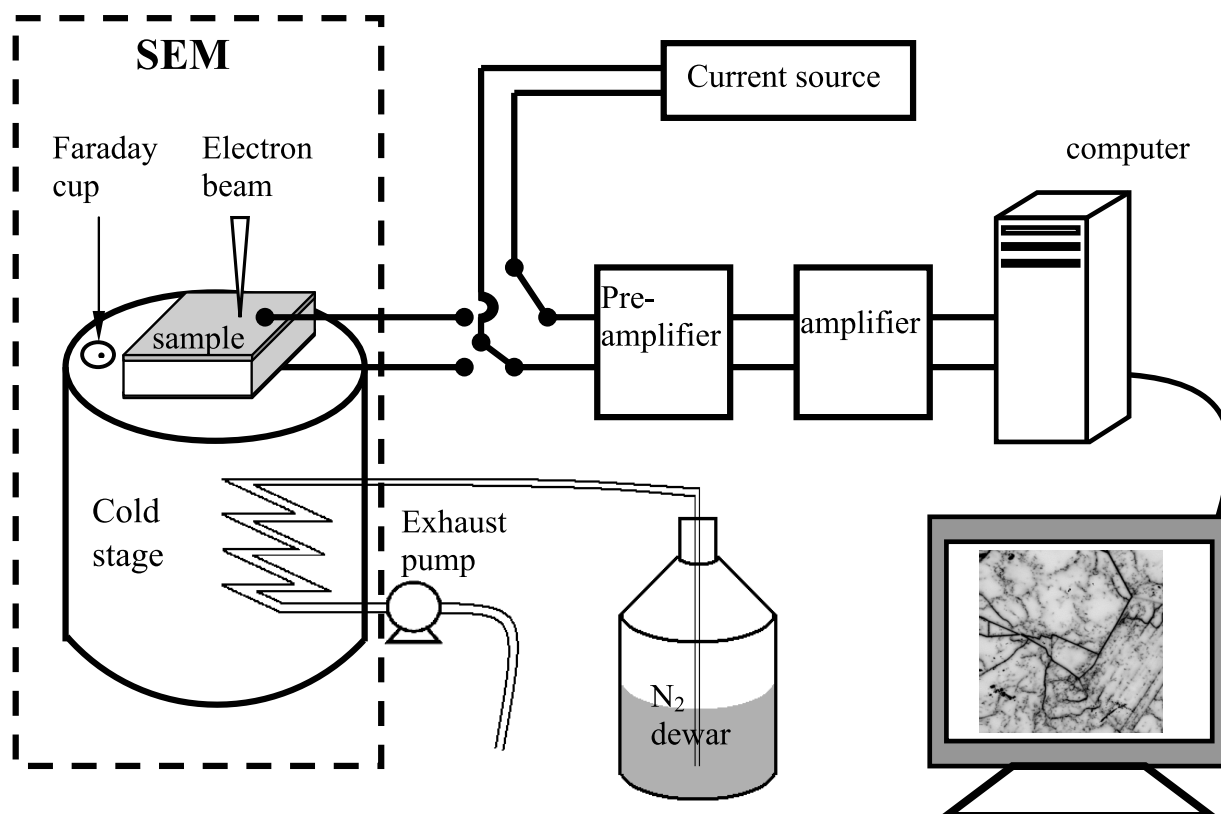 SEM
Current source
Faraday
cup
Electron
beam
computer
sample
Pre-
amplifier
amplifier
Cold
stage
Exhaust
pump
N₂
dewar